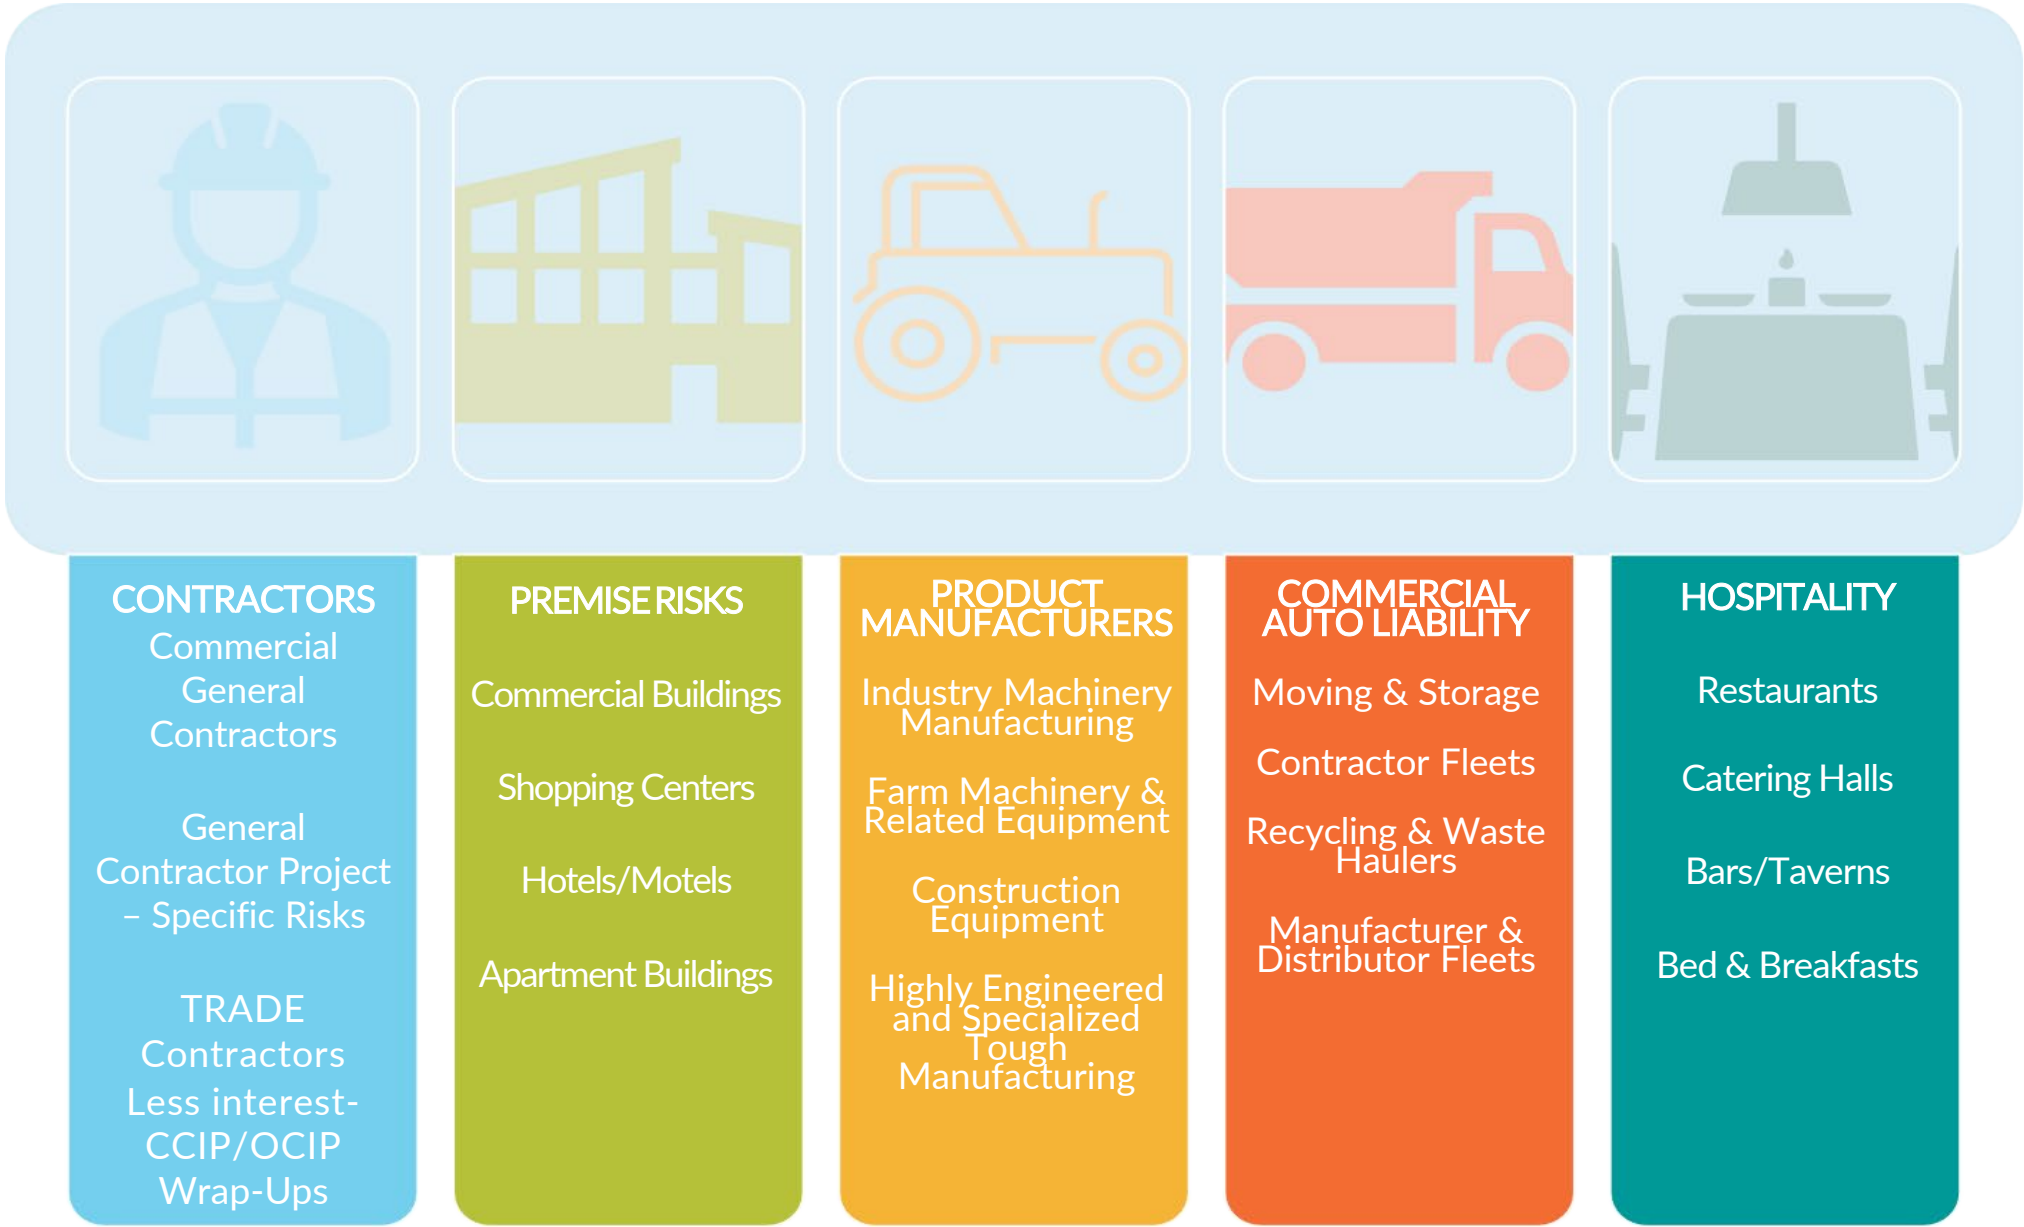 CONTRACTORS
Commercial
General
Contractors
General
Contractor Project
– Specific Risks
TRADE
Contractors
Less interest-
CCIP/OCIP
Wrap-Ups
PREMISE RISKS
Commercial Buildings
Shopping Centers
Hotels/Motels
Apartment Buildings
PRODUCT
MANUFACTURERS
Industry Machinery
Manufacturing
Farm Machinery &
Related Equipment
Construction
Equipment
Highly Engineered
and Specialized
Tough
Manufacturing
COMMERCIAL
AUTO LIABILITY
Moving & Storage
Contractor Fleets
Recycling & Waste
Haulers
Manufacturer &
Distributor Fleets
HOSPITALITY
Restaurants
Catering Halls
Bars/Taverns
Bed & Breakfasts